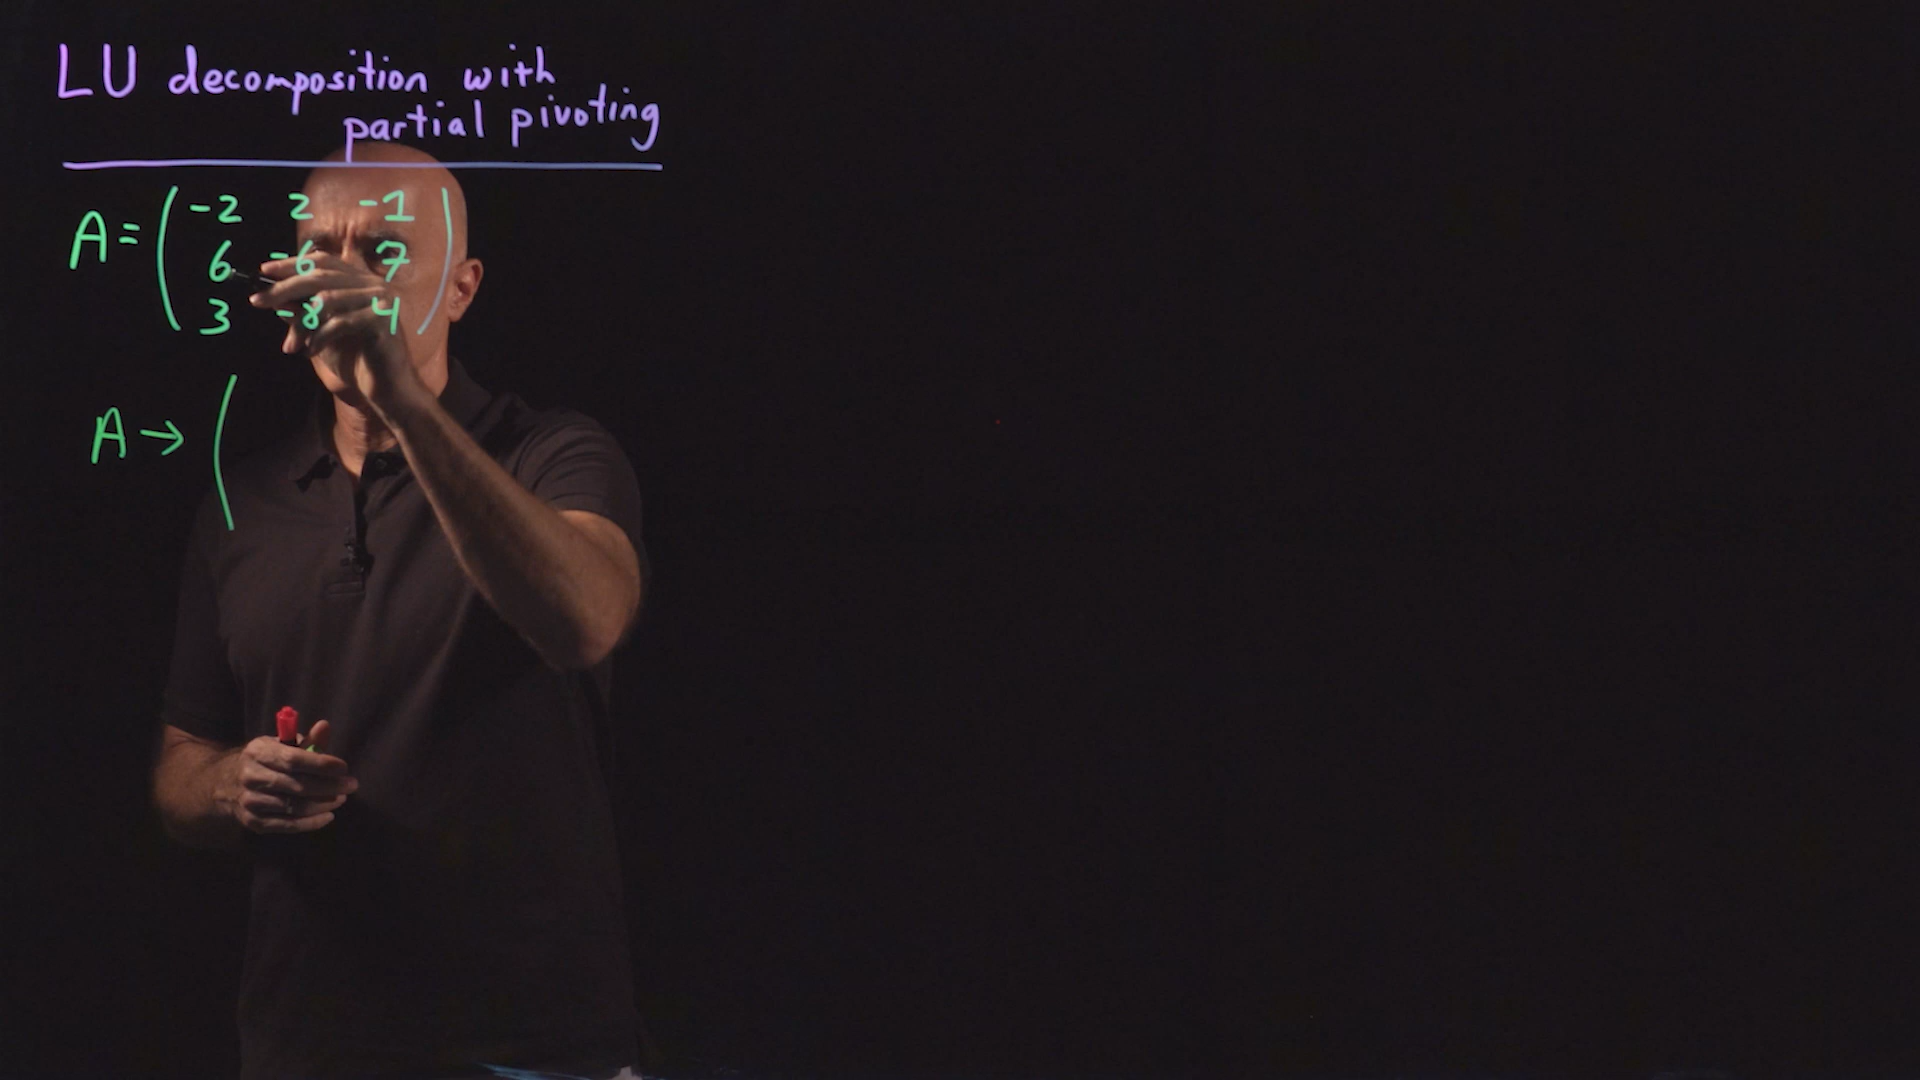 LU decomposition with
partial pivoting
-2 2 -1
A = ( 6 -6 7 )
3 -8 4
A → (